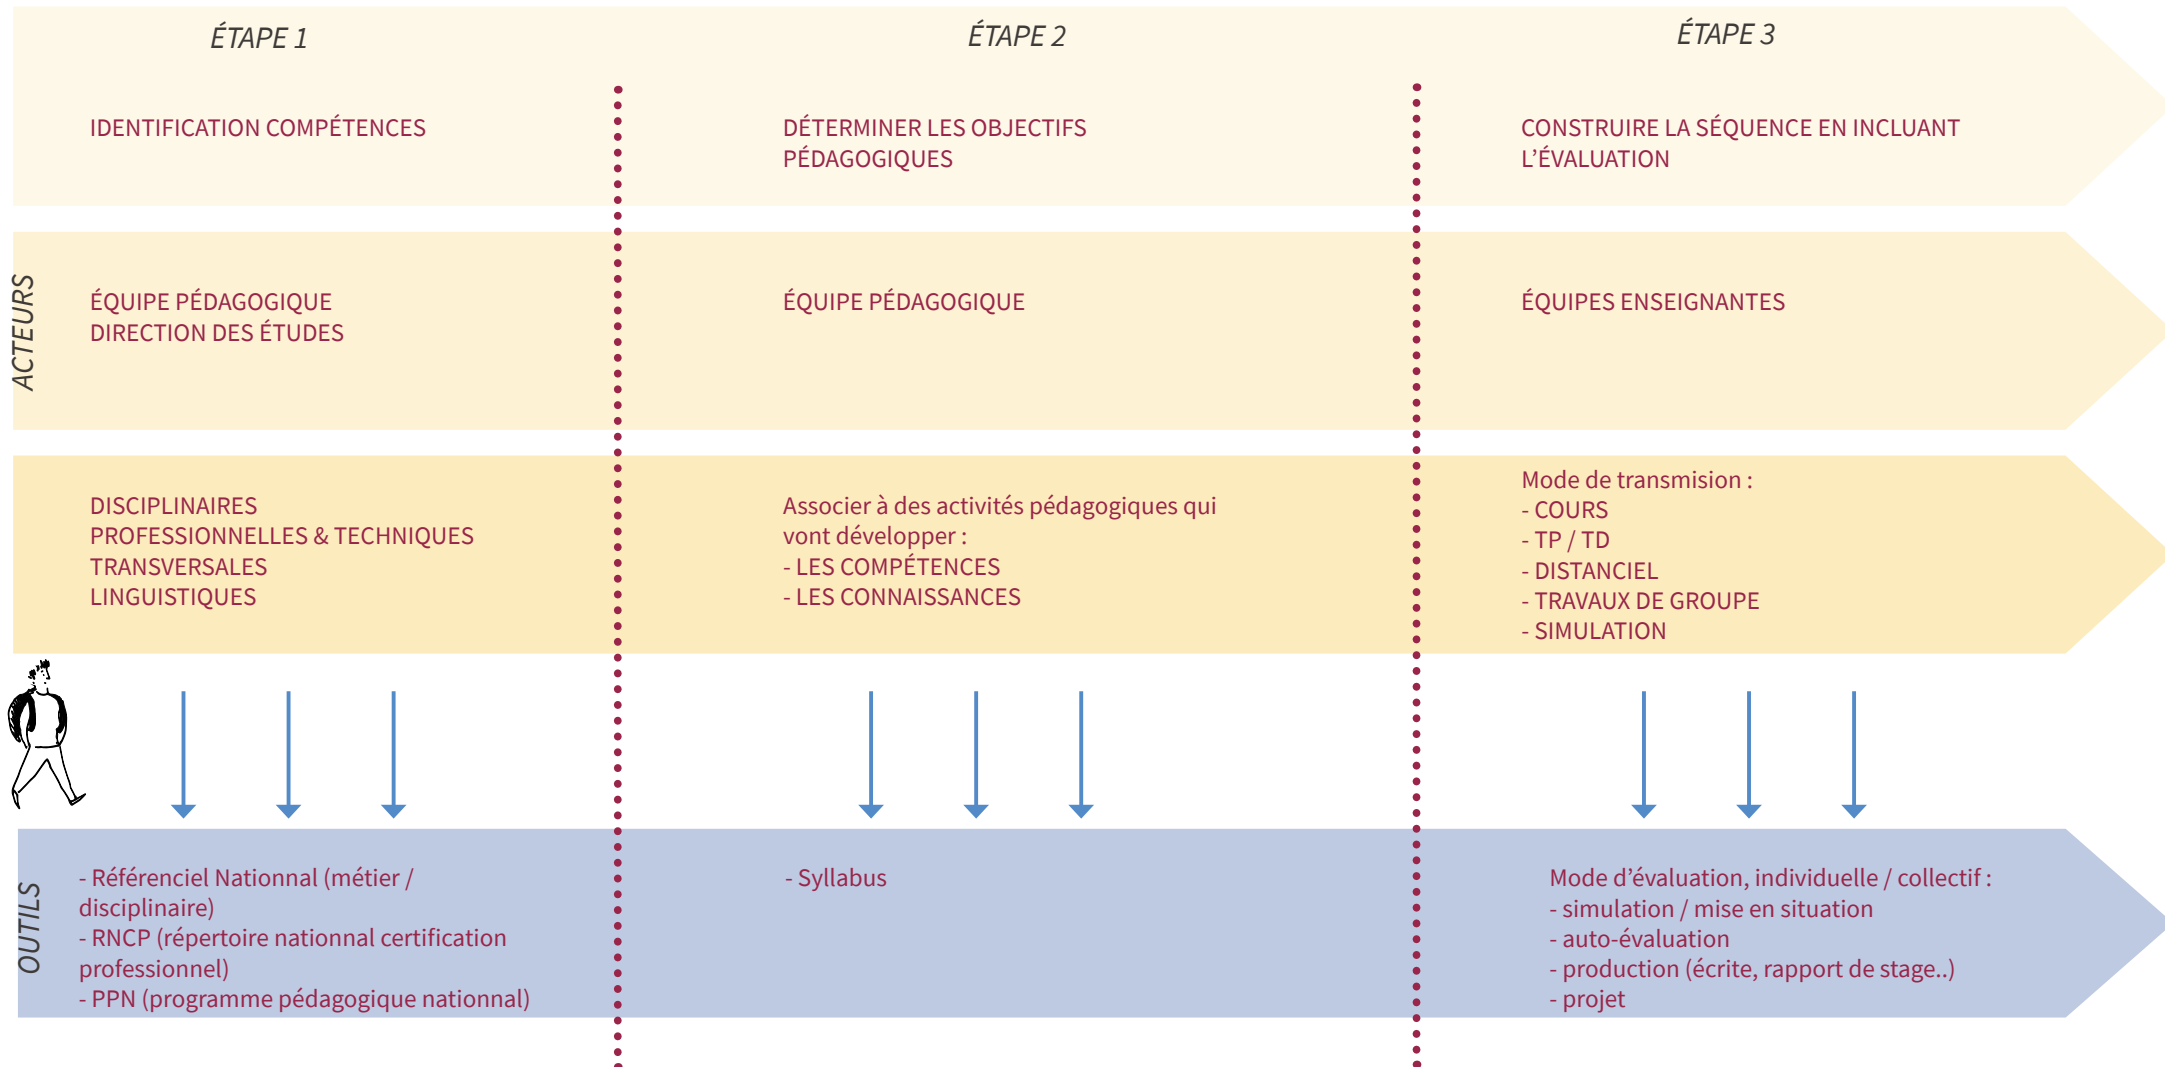 ÉTAPE 1
ÉTAPE 2
ÉTAPE 3
IDENTIFICATION COMPÉTENCES
DÉTERMINER LES OBJECTIFS
PÉDAGOGIQUES
CONSTRUIRE LA SÉQUENCE EN INCLUANT
L'ÉVALUATION
ACTEURS
ÉQUIPE PÉDAGOGIQUE
DIRECTION DES ÉTUDES
ÉQUIPE PÉDAGOGIQUE
ÉQUIPES ENSEIGNANTES
DISCIPLINAIRES
PROFESSIONNELLES & TECHNIQUES
TRANSVERSALES
LINGUISTIQUES
Associer à des activités pédagogiques qui
vont développer :
- LES COMPÉTENCES
- LES CONNAISSANCES
Mode de transmision :
- COURS
- TP / TD
- DISTANCIEL
- TRAVAUX DE GROUPE
- SIMULATION
OUTILS
- Référenciel Nationnal (métier /
disciplinaire)
- RNCP (répertoire nationnal certification
professionnel)
- PPN (programme pédagogique nationnal)
- Syllabus
Mode d'évaluation, individuelle / collectif :
- simulation / mise en situation
- auto-évaluation
- production (écrite, rapport de stage..)
- projet